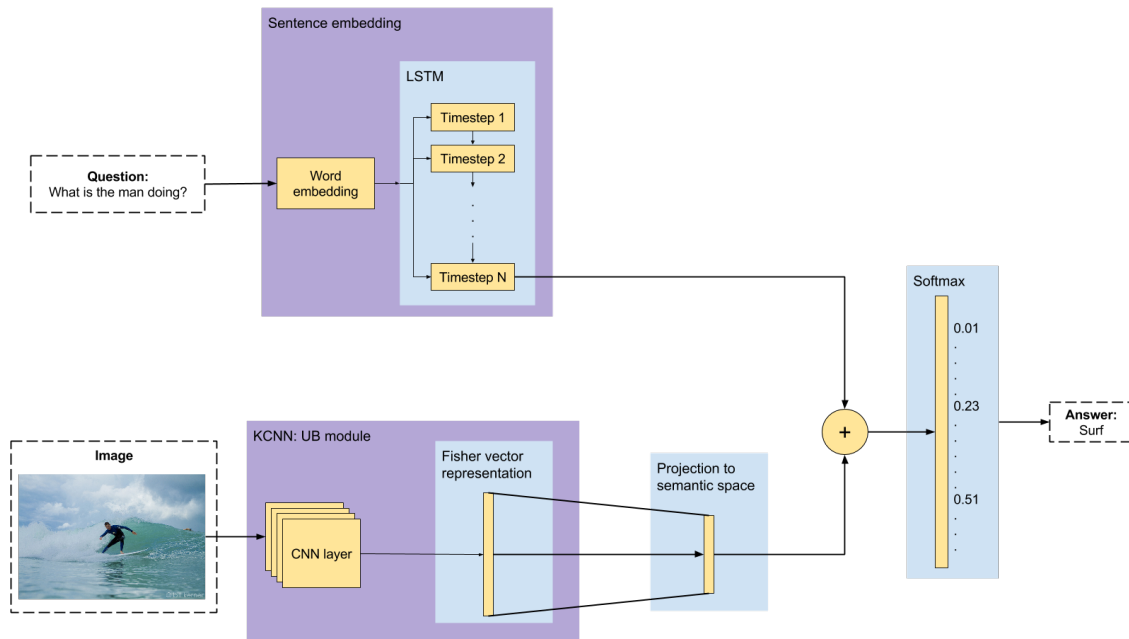 Sentence embedding
LSTM
Timestep 1
Timestep 2
.
.
.
Timestep N
Word
embedding
Question:
What is the man doing?
Image
KCNN: UB module
CNN layer
Fisher vector
representation
Projection to
semantic space
+
Softmax
0.01
.
.
.
.
0.23
.
.
.
.
0.51
.
.
.
.
Answer:
Surf